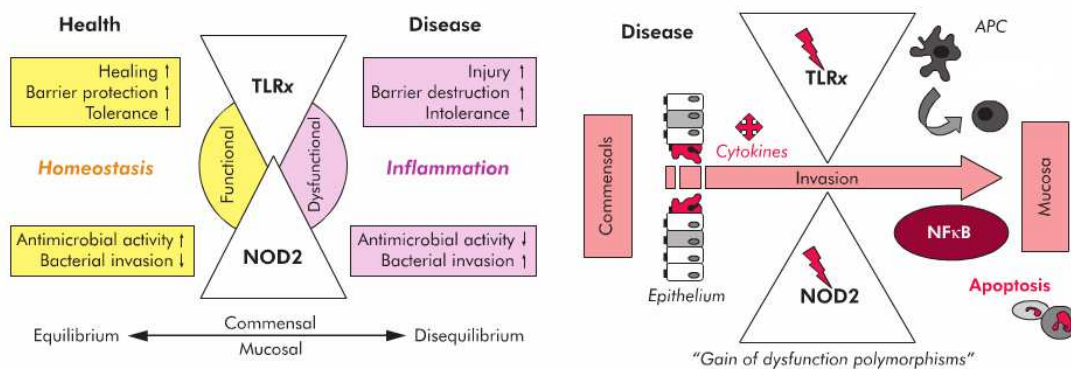 Health
Disease
Healing ↑
Barrier protection ↑
Tolerance ↑
TLRx
Injury ↑
Barrier destruction ↑
Intolerance ↑
Homeostasis
Functional
Dysfunctional
Inflammation
Antimicrobial activity ↑
Bacterial invasion ↓
NOD2
Antimicrobial activity ↓
Bacterial invasion ↑
Equilibrium
Commensal
Mucosal
Disequilibrium
Disease
TLRx
APC
Commensals
Cytokines
Invasion
Mucosa
NFκB
Epithelium
NOD2
Apoptosis
“Gain of dysfunction polymorphisms”